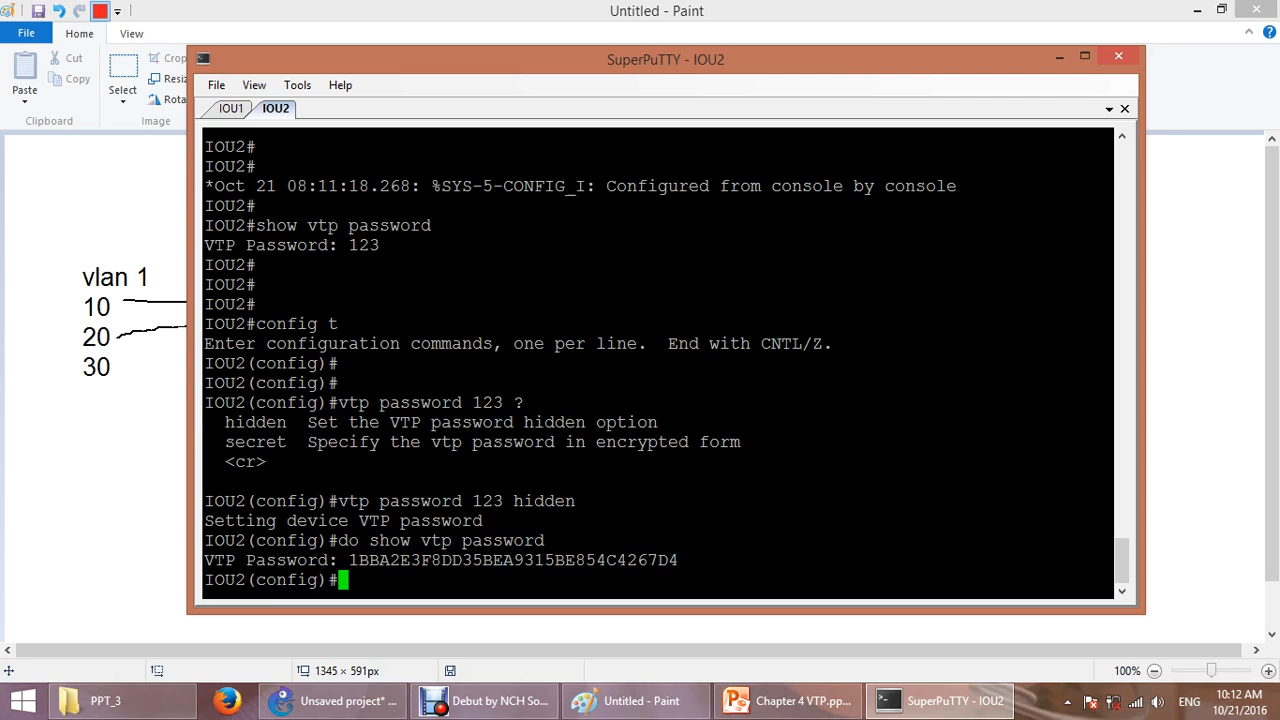 Untitled - Paint
File
Home
View
Paste
Cut
Copy
Clipboard
Select
Crop
Image
SuperPuTTY - IOU2
File View Tools Help
IOU1
IOU2
IOU2#
IOU2#
*Oct 21 08:11:18.268: %SYS-5-CONFIG_I: Configured from console by console
IOU2#
IOU2#show vtp password
VTP Password: 123
IOU2#
IOU2#
IOU2#
IOU2#config t
Enter configuration commands, one per line.  End with CNTL/Z.
IOU2(config)#
IOU2(config)#
IOU2(config)#vtp password 123 ?
hidden  Set the VTP password hidden option
secret  Specify the vtp password in encrypted form
<cr>
IOU2(config)#vtp password 123 hidden
Setting device VTP password
IOU2(config)#do show vtp password
VTP Password: 1BBA2E3F8DD35BEA9315BE854C4267D4
IOU2(config)#
vlan 1
10
20
30
1345 × 591px
100%
PPT_3
Unsaved project*...
Debut by NCH So...
Untitled - Paint
Chapter 4 VTP.pp...
SuperPuTTY - IOU2
ENG
10:12 AM
10/21/2016